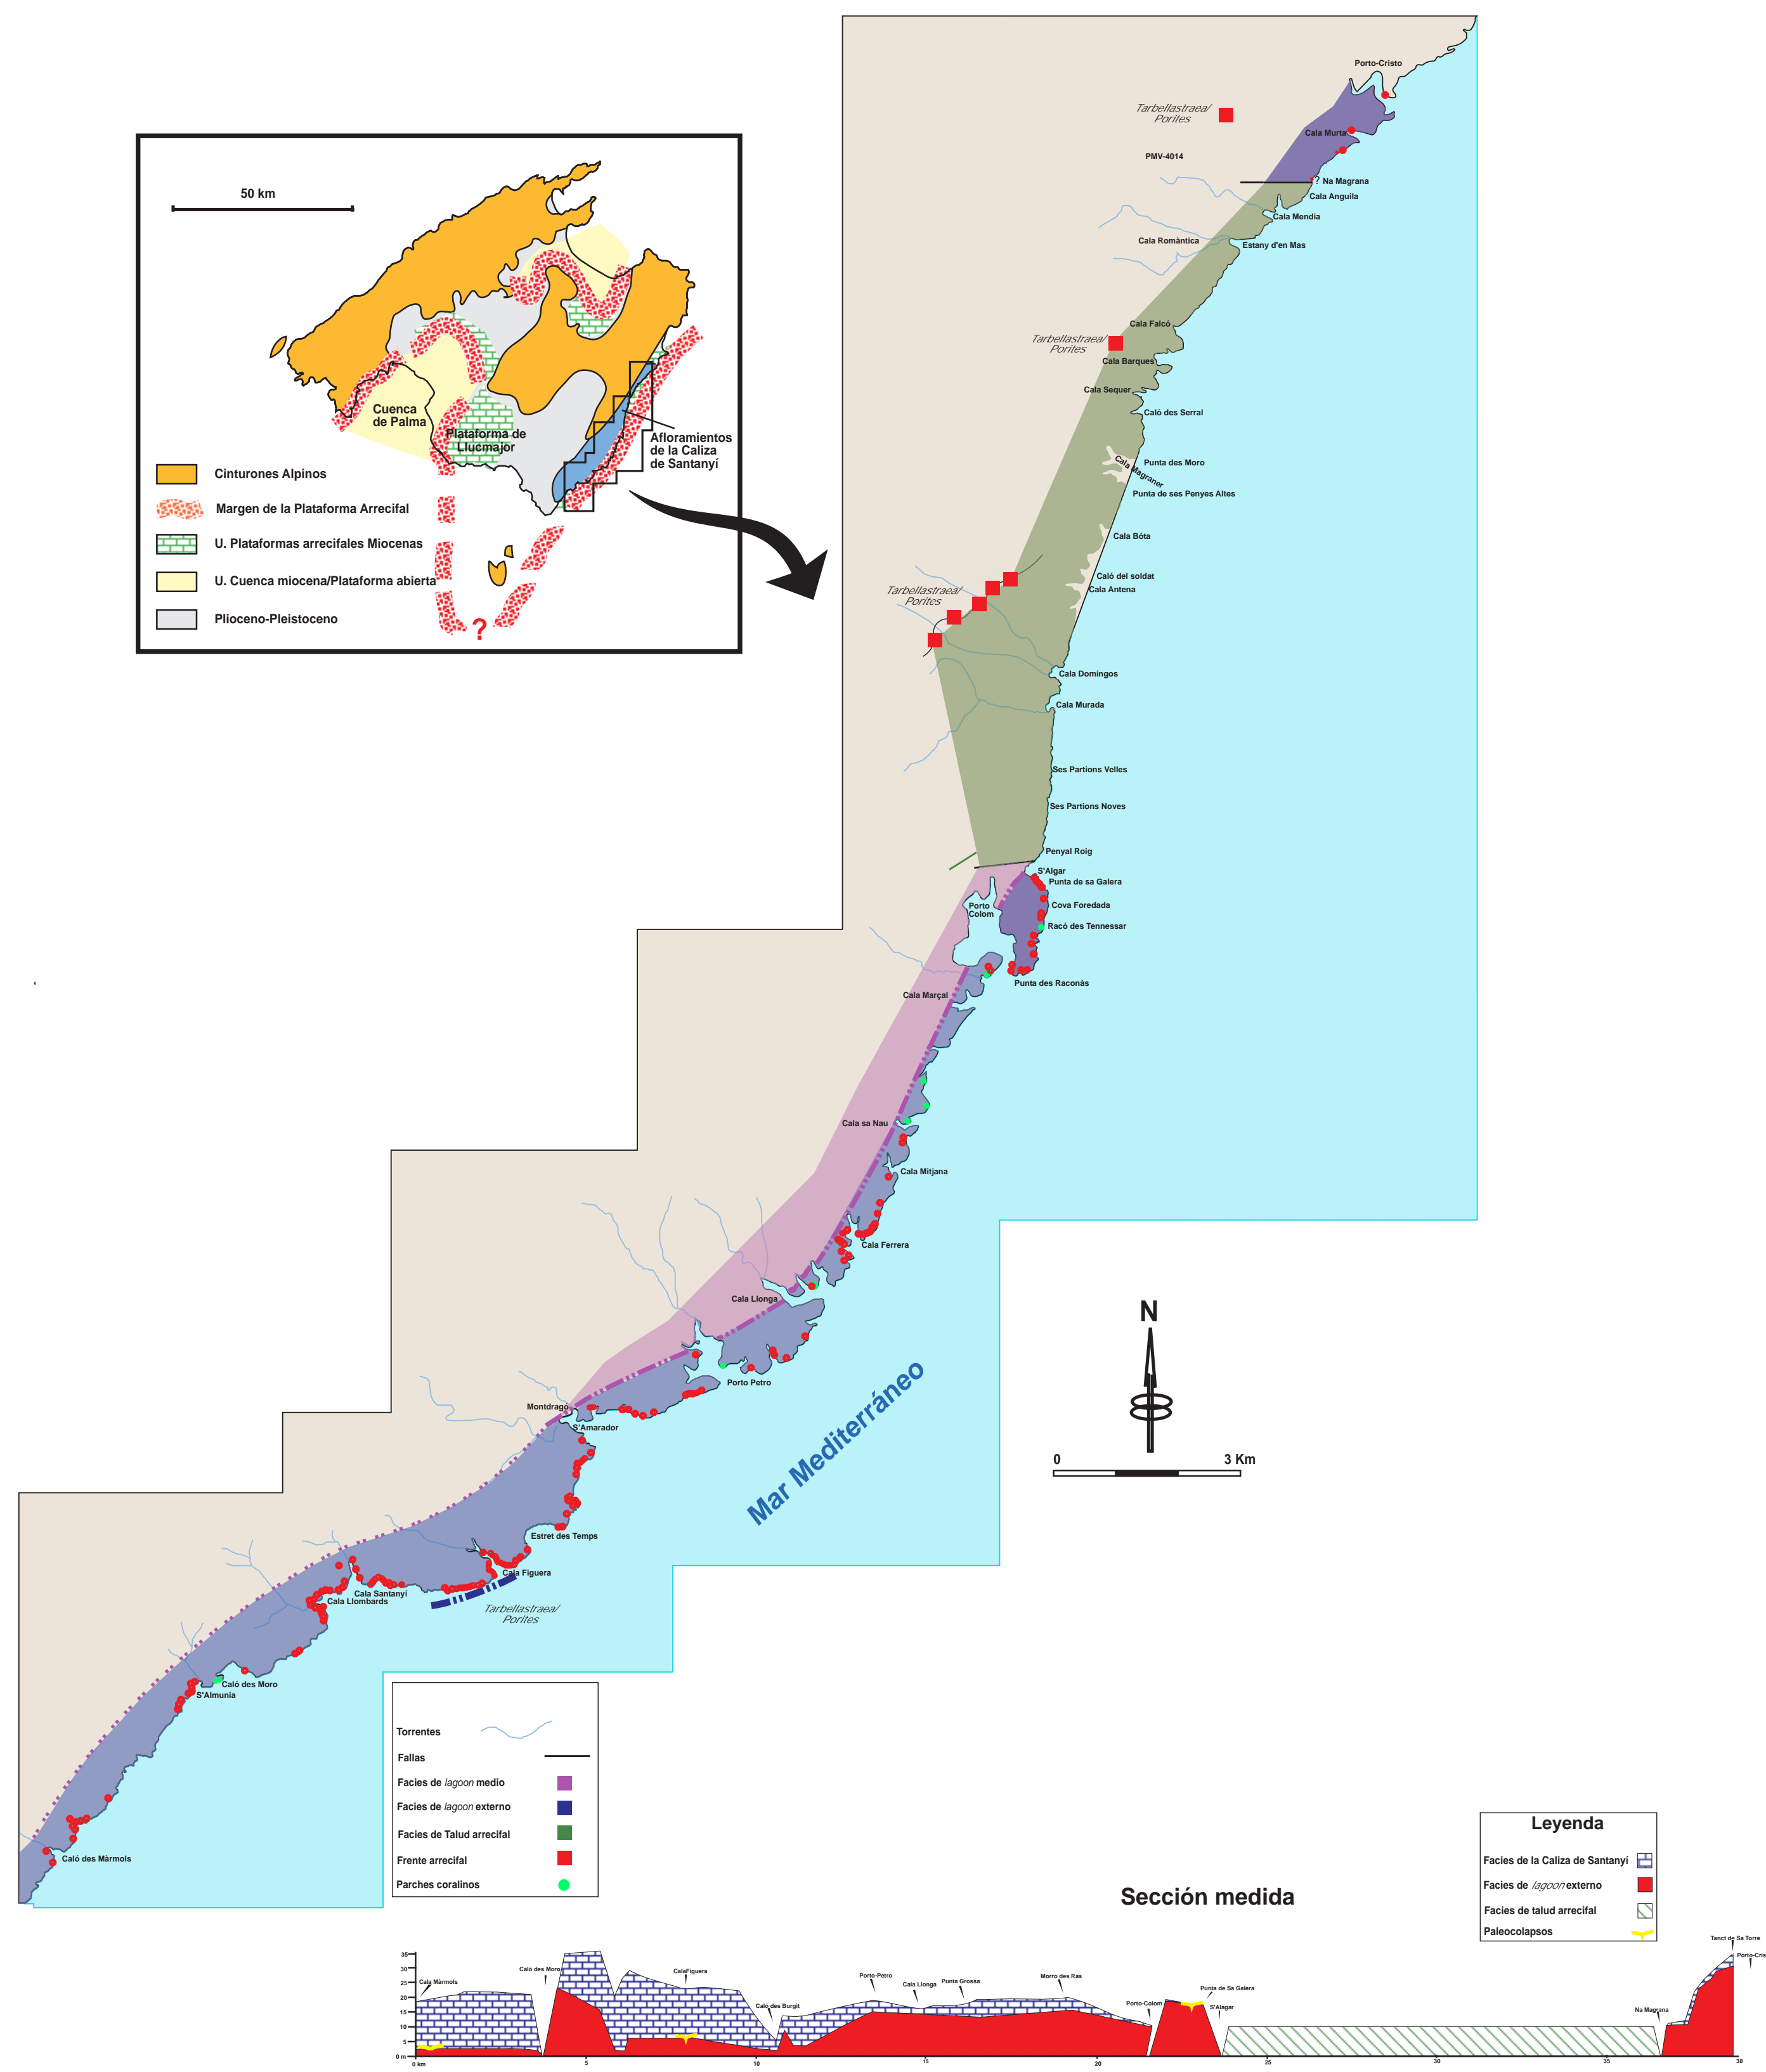 50 km
Cuenca
de Palma
Plataforma de
Llucmajor
Afloramientos
de la Caliza
de Santanyí
Cinturones Alpinos
Margen de la Plataforma Arrecifal
U. Plataformas arrecifales Miocenas
U. Cuenca miocena/Plataforma abierta
Plioceno-Pleistoceno
?
Porto-Cristo
Tarbellastraea/
Porites
Cala Murta
PMV-4014
? Na Magrana
Cala Anguila
Cala Mendia
Cala Romàntica
Estany d'en Mas
Cala Falcó
Tarbellastraea/
Porites
Cala Barques
Cala Sequer
Caló des Serral
Punta des Moro
Cala Magraner
Punta de ses Penyes Altes
Cala Bóta
Caló del soldat
Cala Antena
Tarbellastraea/
Porites
Cala Domingos
Cala Murada
Ses Partions Velles
Ses Partions Noves
Penyal Roig
S'Algar
Punta de sa Galera
Porto
Colom
Cova Foredada
Racó des Tennessar
Punta des Raconàs
Cala Marçal
Cala sa Nau
Cala Mitjana
Cala Ferrera
Cala Llonga
Porto Petro
Montdragó
S'Amarador
Estret des Temps
Cala Figuera
Cala Santanyí
Cala Llombards
Tarbellastraea/
Porites
Caló des Moro
S'Almunia
Caló des Màrmols
Mar Mediterráneo
N
0 3 Km
Torrentes
Fallas
Facies de lagoon medio
Facies de lagoon externo
Facies de Talud arrecifal
Frente arrecifal
Parches coralinos
Leyenda
Facies de la Caliza de Santanyí
Facies de lagoon externo
Facies de talud arrecifal
Paleocolapsos
Sección medida
Cala Màrmols
Caló des Moro
CalaFiguera
Caló des Burgit
Porto-Petro
Cala Llonga
Punta Grossa
Morro des Ras
Porto-Colom
Punta de Sa Galera
S'Alagar
Na Magrana
Tanct de Sa Torre
Porto-Cris
35
30
25
20
15
10
5
0 m
0 km 5 10 15 20 25 30 35 38